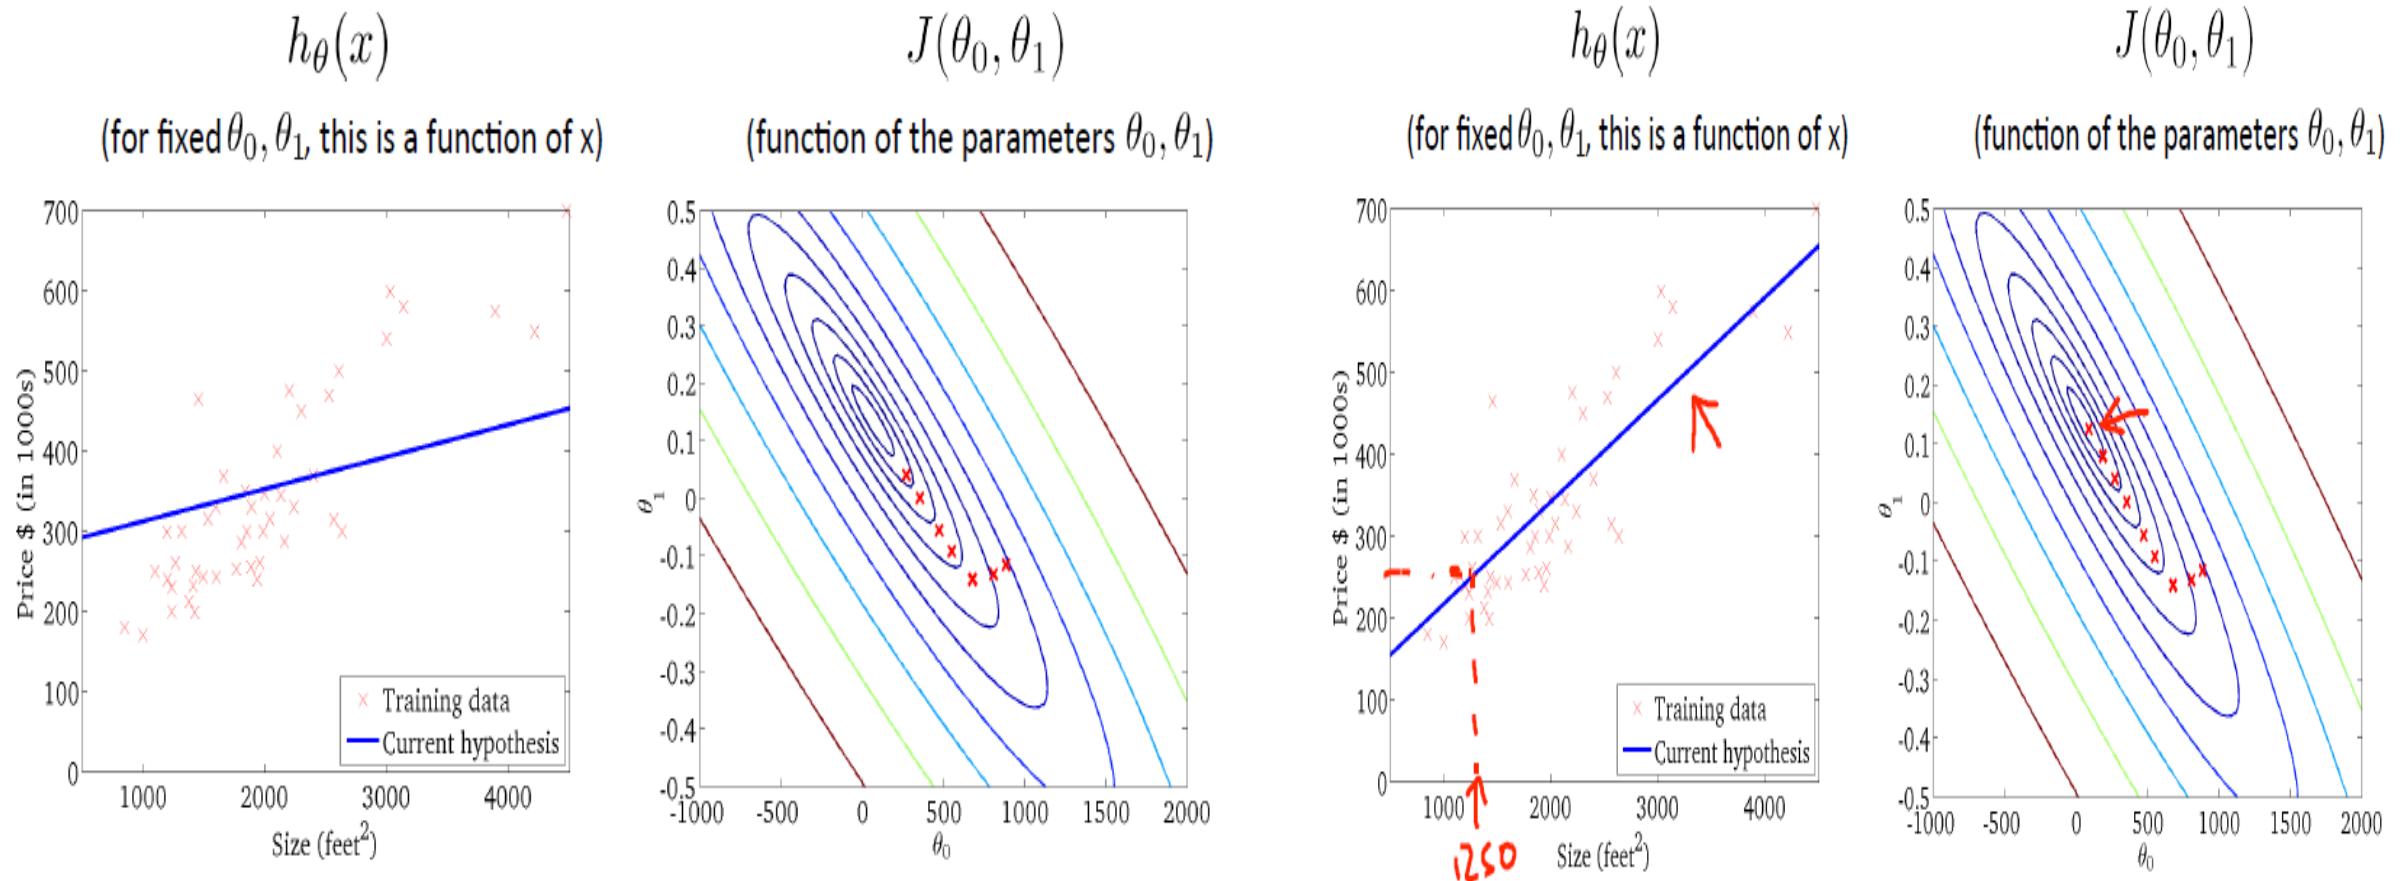 h_θ(x)
(for fixed θ₀, θ₁, this is a function of x)
700
600
500
400
300
200
100
0
Price $ (in 1000s)
1000 2000 3000 4000
Size (feet²)
Training data
Current hypothesis
J(θ₀, θ₁)
(function of the parameters θ₀, θ₁)
0.5
0.4
0.3
0.2
0.1
0
-0.1
-0.2
-0.3
-0.4
-0.5
θ₁
-1000 -500 0 500 1000 1500 2000
θ₀
h_θ(x)
(for fixed θ₀, θ₁, this is a function of x)
700
600
500
400
300
200
100
0
Price $ (in 1000s)
1000 2000 3000 4000
1250
Size (feet²)
Training data
Current hypothesis
J(θ₀, θ₁)
(function of the parameters θ₀, θ₁)
0.5
0.4
0.3
0.2
0.1
0
-0.1
-0.2
-0.3
-0.4
-0.5
θ₁
-1000 -500 0 500 1000 1500 2000
θ₀